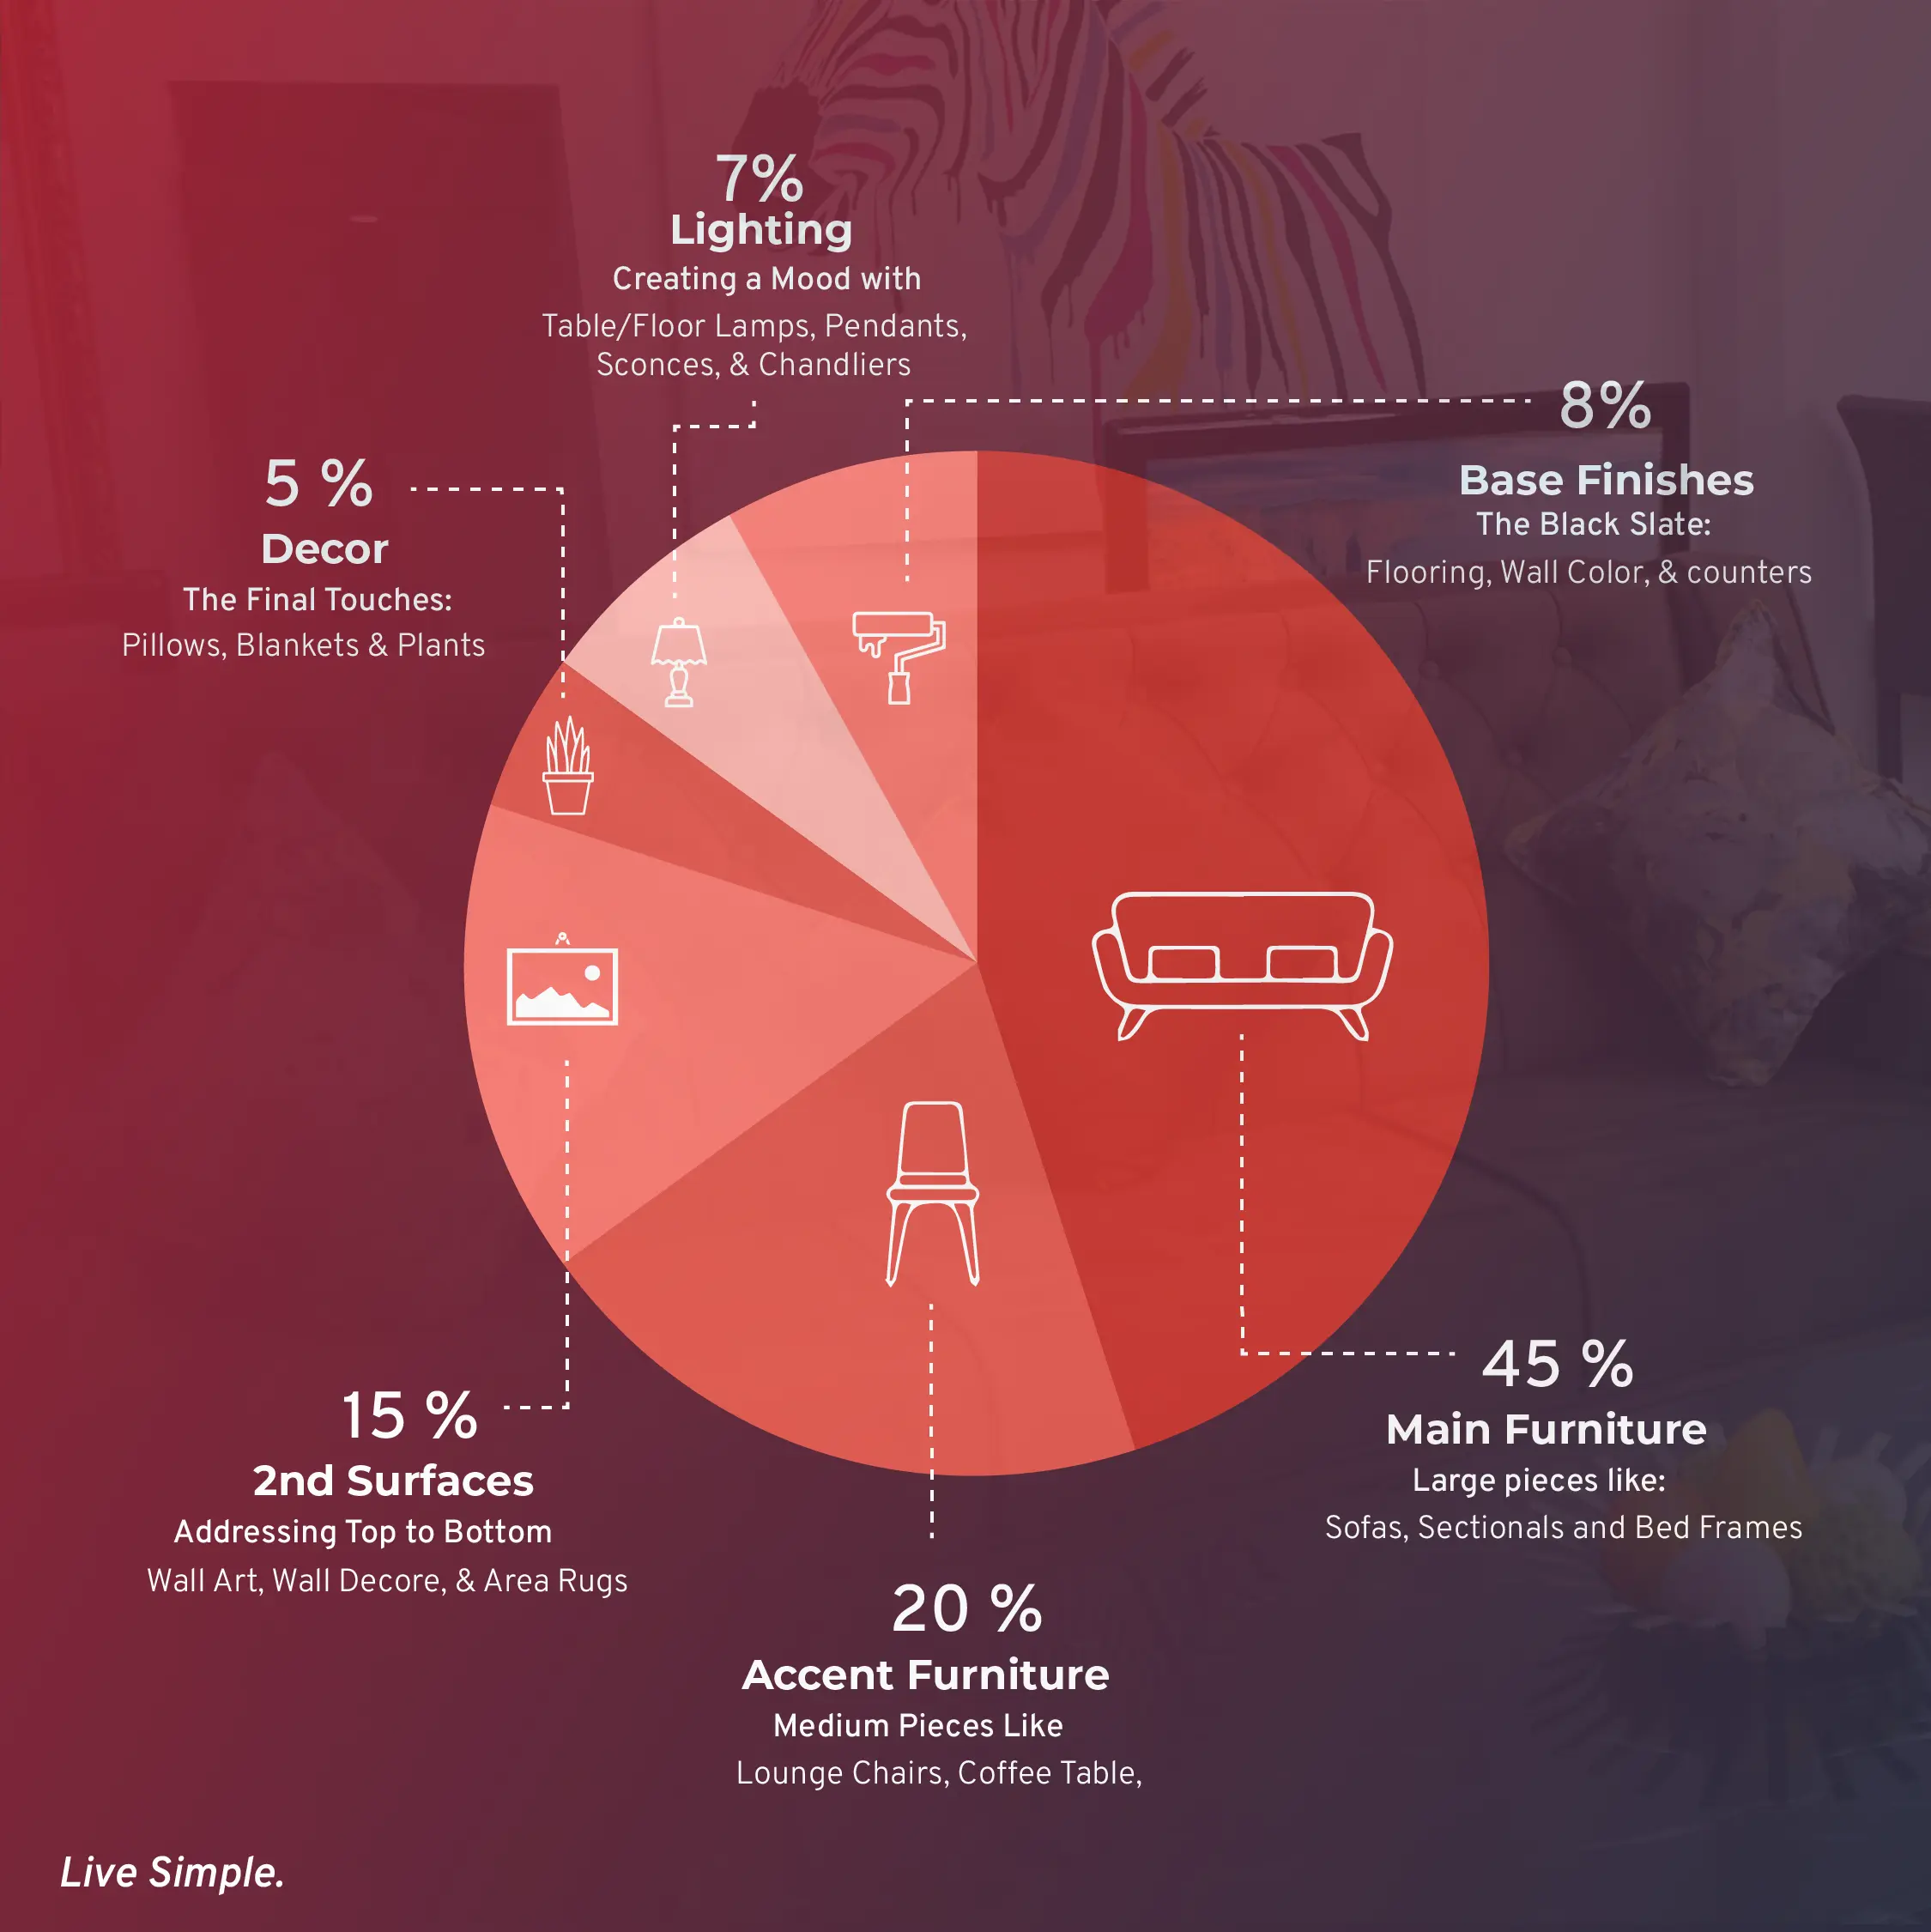 7%
Lighting
Creating a Mood with
Table/Floor Lamps, Pendants,
Sconces, & Chandliers
8%
Base Finishes
The Black Slate:
Flooring, Wall Color, & counters
5 %
Decor
The Final Touches:
Pillows, Blankets & Plants
45 %
Main Furniture
Large pieces like:
Sofas, Sectionals and Bed Frames
15 %
2nd Surfaces
Addressing Top to Bottom
Wall Art, Wall Decore, & Area Rugs
20 %
Accent Furniture
Medium Pieces Like
Lounge Chairs, Coffee Table,
Live Simple.